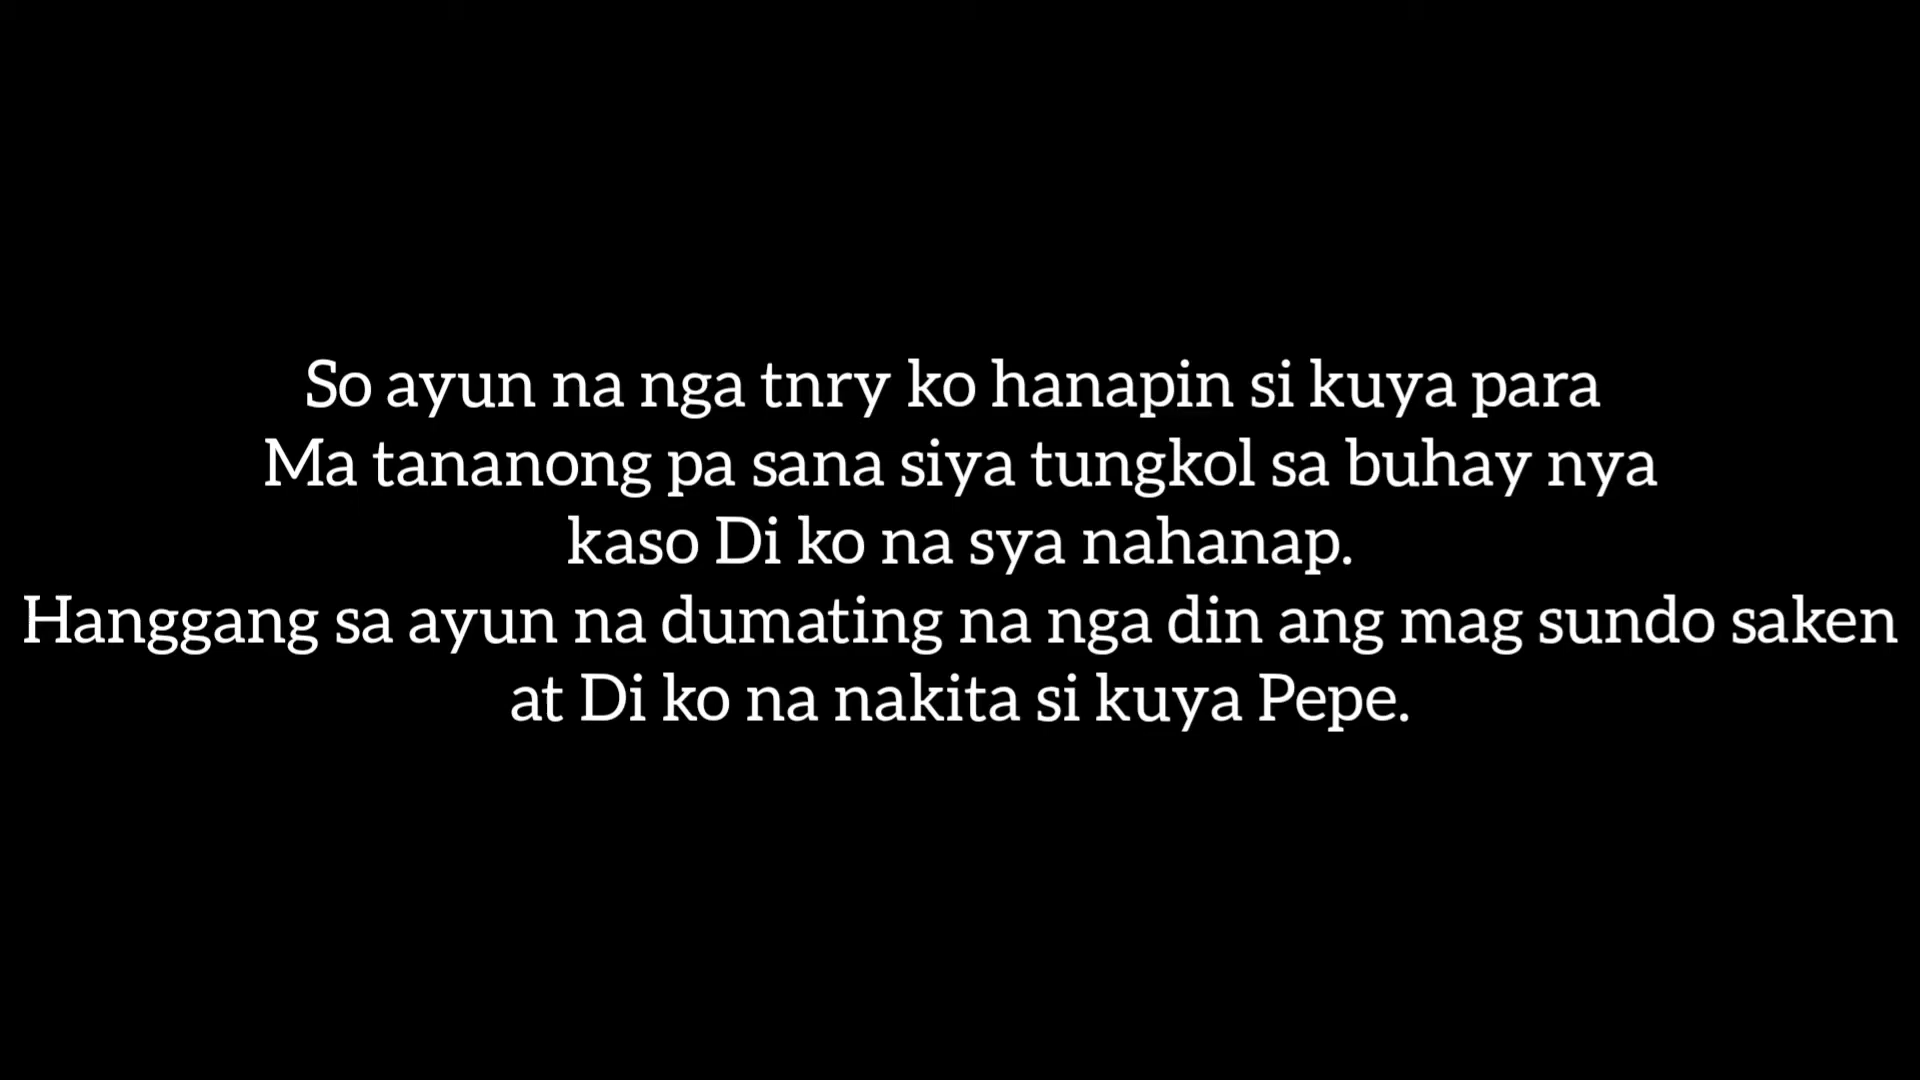 So ayun na nga tnry ko hanapin si kuya para
Ma tananong pa sana siya tungkol sa buhay nya
kaso Di ko na sya nahanap.
Hanggang sa ayun na dumating na nga din ang mag sundo saken
at Di ko na nakita si kuya Pepe.